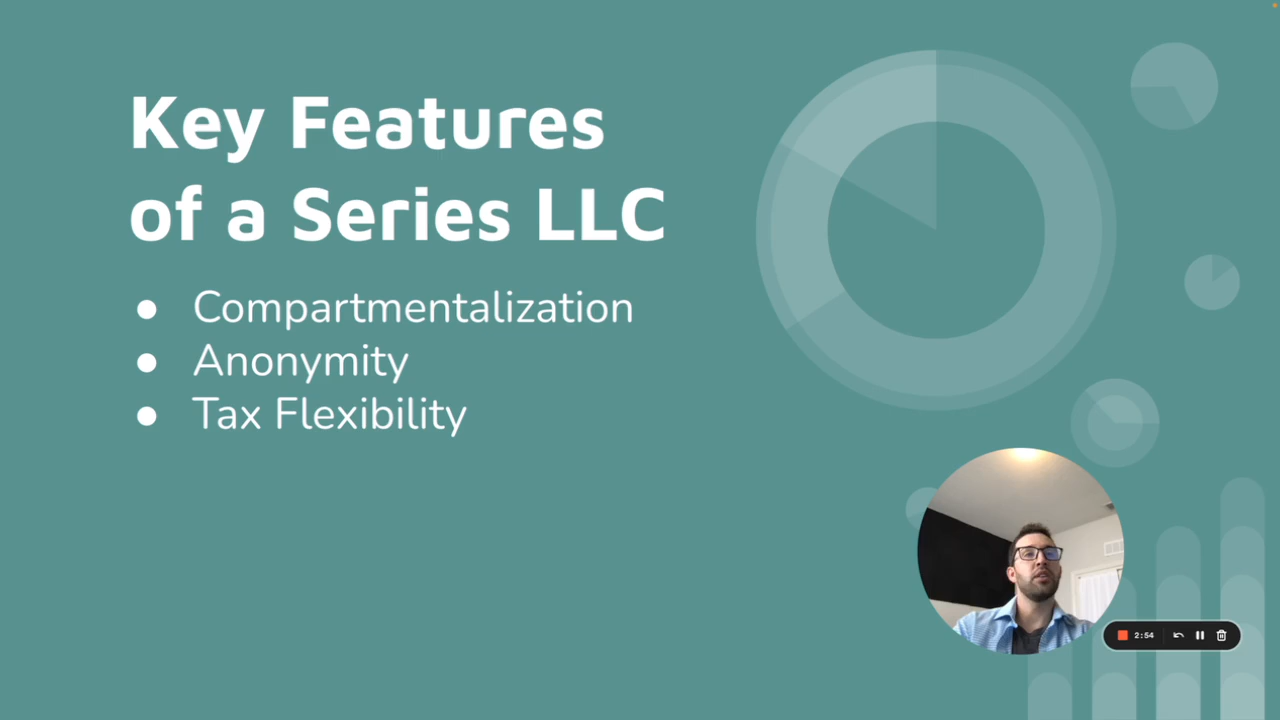 Key Features
of a Series LLC
● Compartmentalization
● Anonymity
● Tax Flexibility
2:54